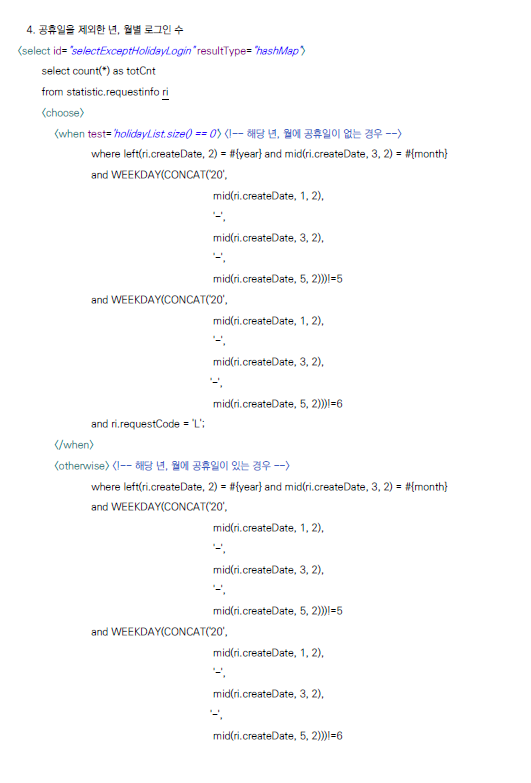 4. 공휴일을 제외한 년, 월별 로그인 수
<select id="selectExceptHolidayLogin" resultType="hashMap">
select count(*) as totCnt
from statistic.requestinfo ri
<choose>
<when test='holidayList.size() == 0'> <!-- 해당 년, 월에 공휴일이 없는 경우 -->
where left(ri.createDate, 2) = #{year} and mid(ri.createDate, 3, 2) = #{month}
and WEEKDAY(CONCAT('20',
mid(ri.createDate, 1, 2),
'-',
mid(ri.createDate, 3, 2),
'-',
mid(ri.createDate, 5, 2)))!=5
and WEEKDAY(CONCAT('20',
mid(ri.createDate, 1, 2),
'-',
mid(ri.createDate, 3, 2),
'-',
mid(ri.createDate, 5, 2)))!=6
and ri.requestCode = 'L';
</when>
<otherwise> <!-- 해당 년, 월에 공휴일이 있는 경우 -->
where left(ri.createDate, 2) = #{year} and mid(ri.createDate, 3, 2) = #{month}
and WEEKDAY(CONCAT('20',
mid(ri.createDate, 1, 2),
'-',
mid(ri.createDate, 3, 2),
'-',
mid(ri.createDate, 5, 2)))!=5
and WEEKDAY(CONCAT('20',
mid(ri.createDate, 1, 2),
'-',
mid(ri.createDate, 3, 2),
'-',
mid(ri.createDate, 5, 2)))!=6